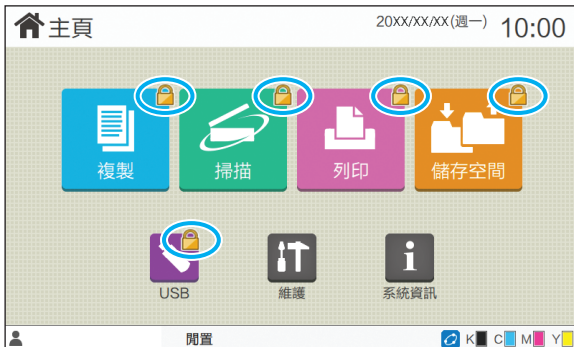 主頁
20XX/XX/XX(週一) 10:00
複製 掃描 列印 儲存空間
USB 維護 系統資訊
閒置 K C M Y